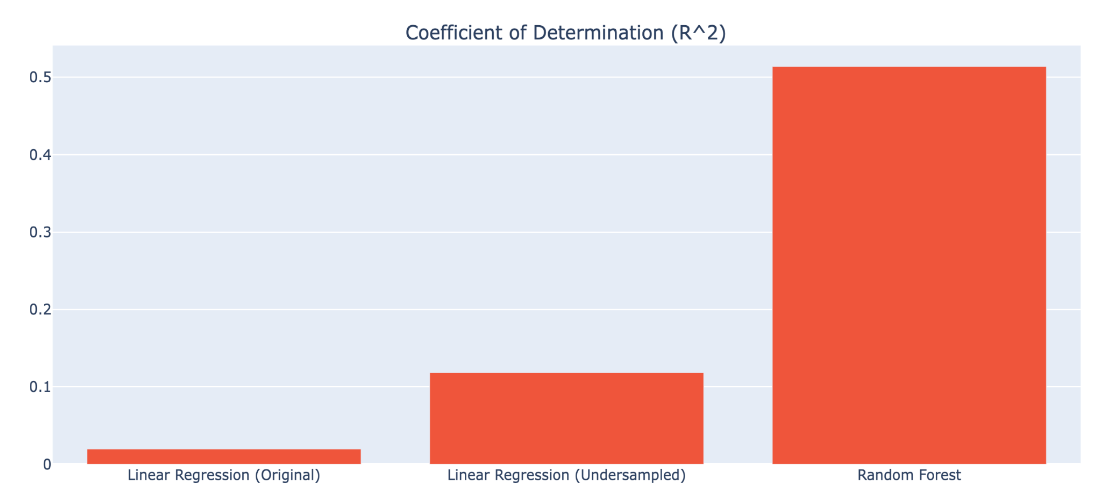 Coefficient of Determination (R^2)
0.5
0.4
0.3
0.2
0.1
0
Linear Regression (Original)
Linear Regression (Undersampled)
Random Forest